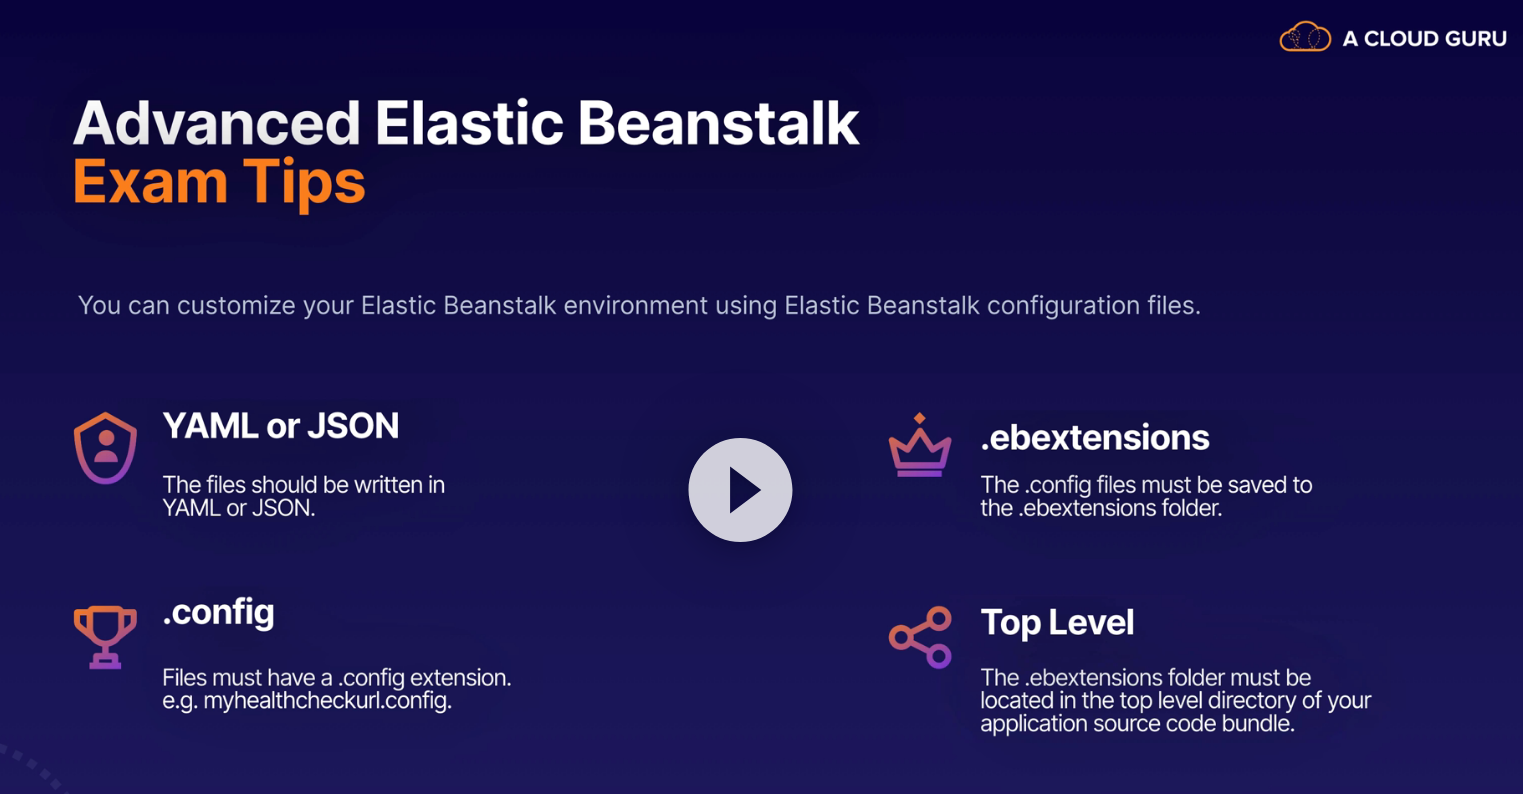 A CLOUD GURU
Advanced Elastic Beanstalk
Exam Tips
You can customize your Elastic Beanstalk environment using Elastic Beanstalk configuration files.
YAML or JSON
The files should be written in
YAML or JSON.
.ebextensions
The .config files must be saved to
the .ebextensions folder.
.config
Files must have a .config extension.
e.g. myhealthcheckurl.config.
Top Level
The .ebextensions folder must be
located in the top level directory of your
application source code bundle.